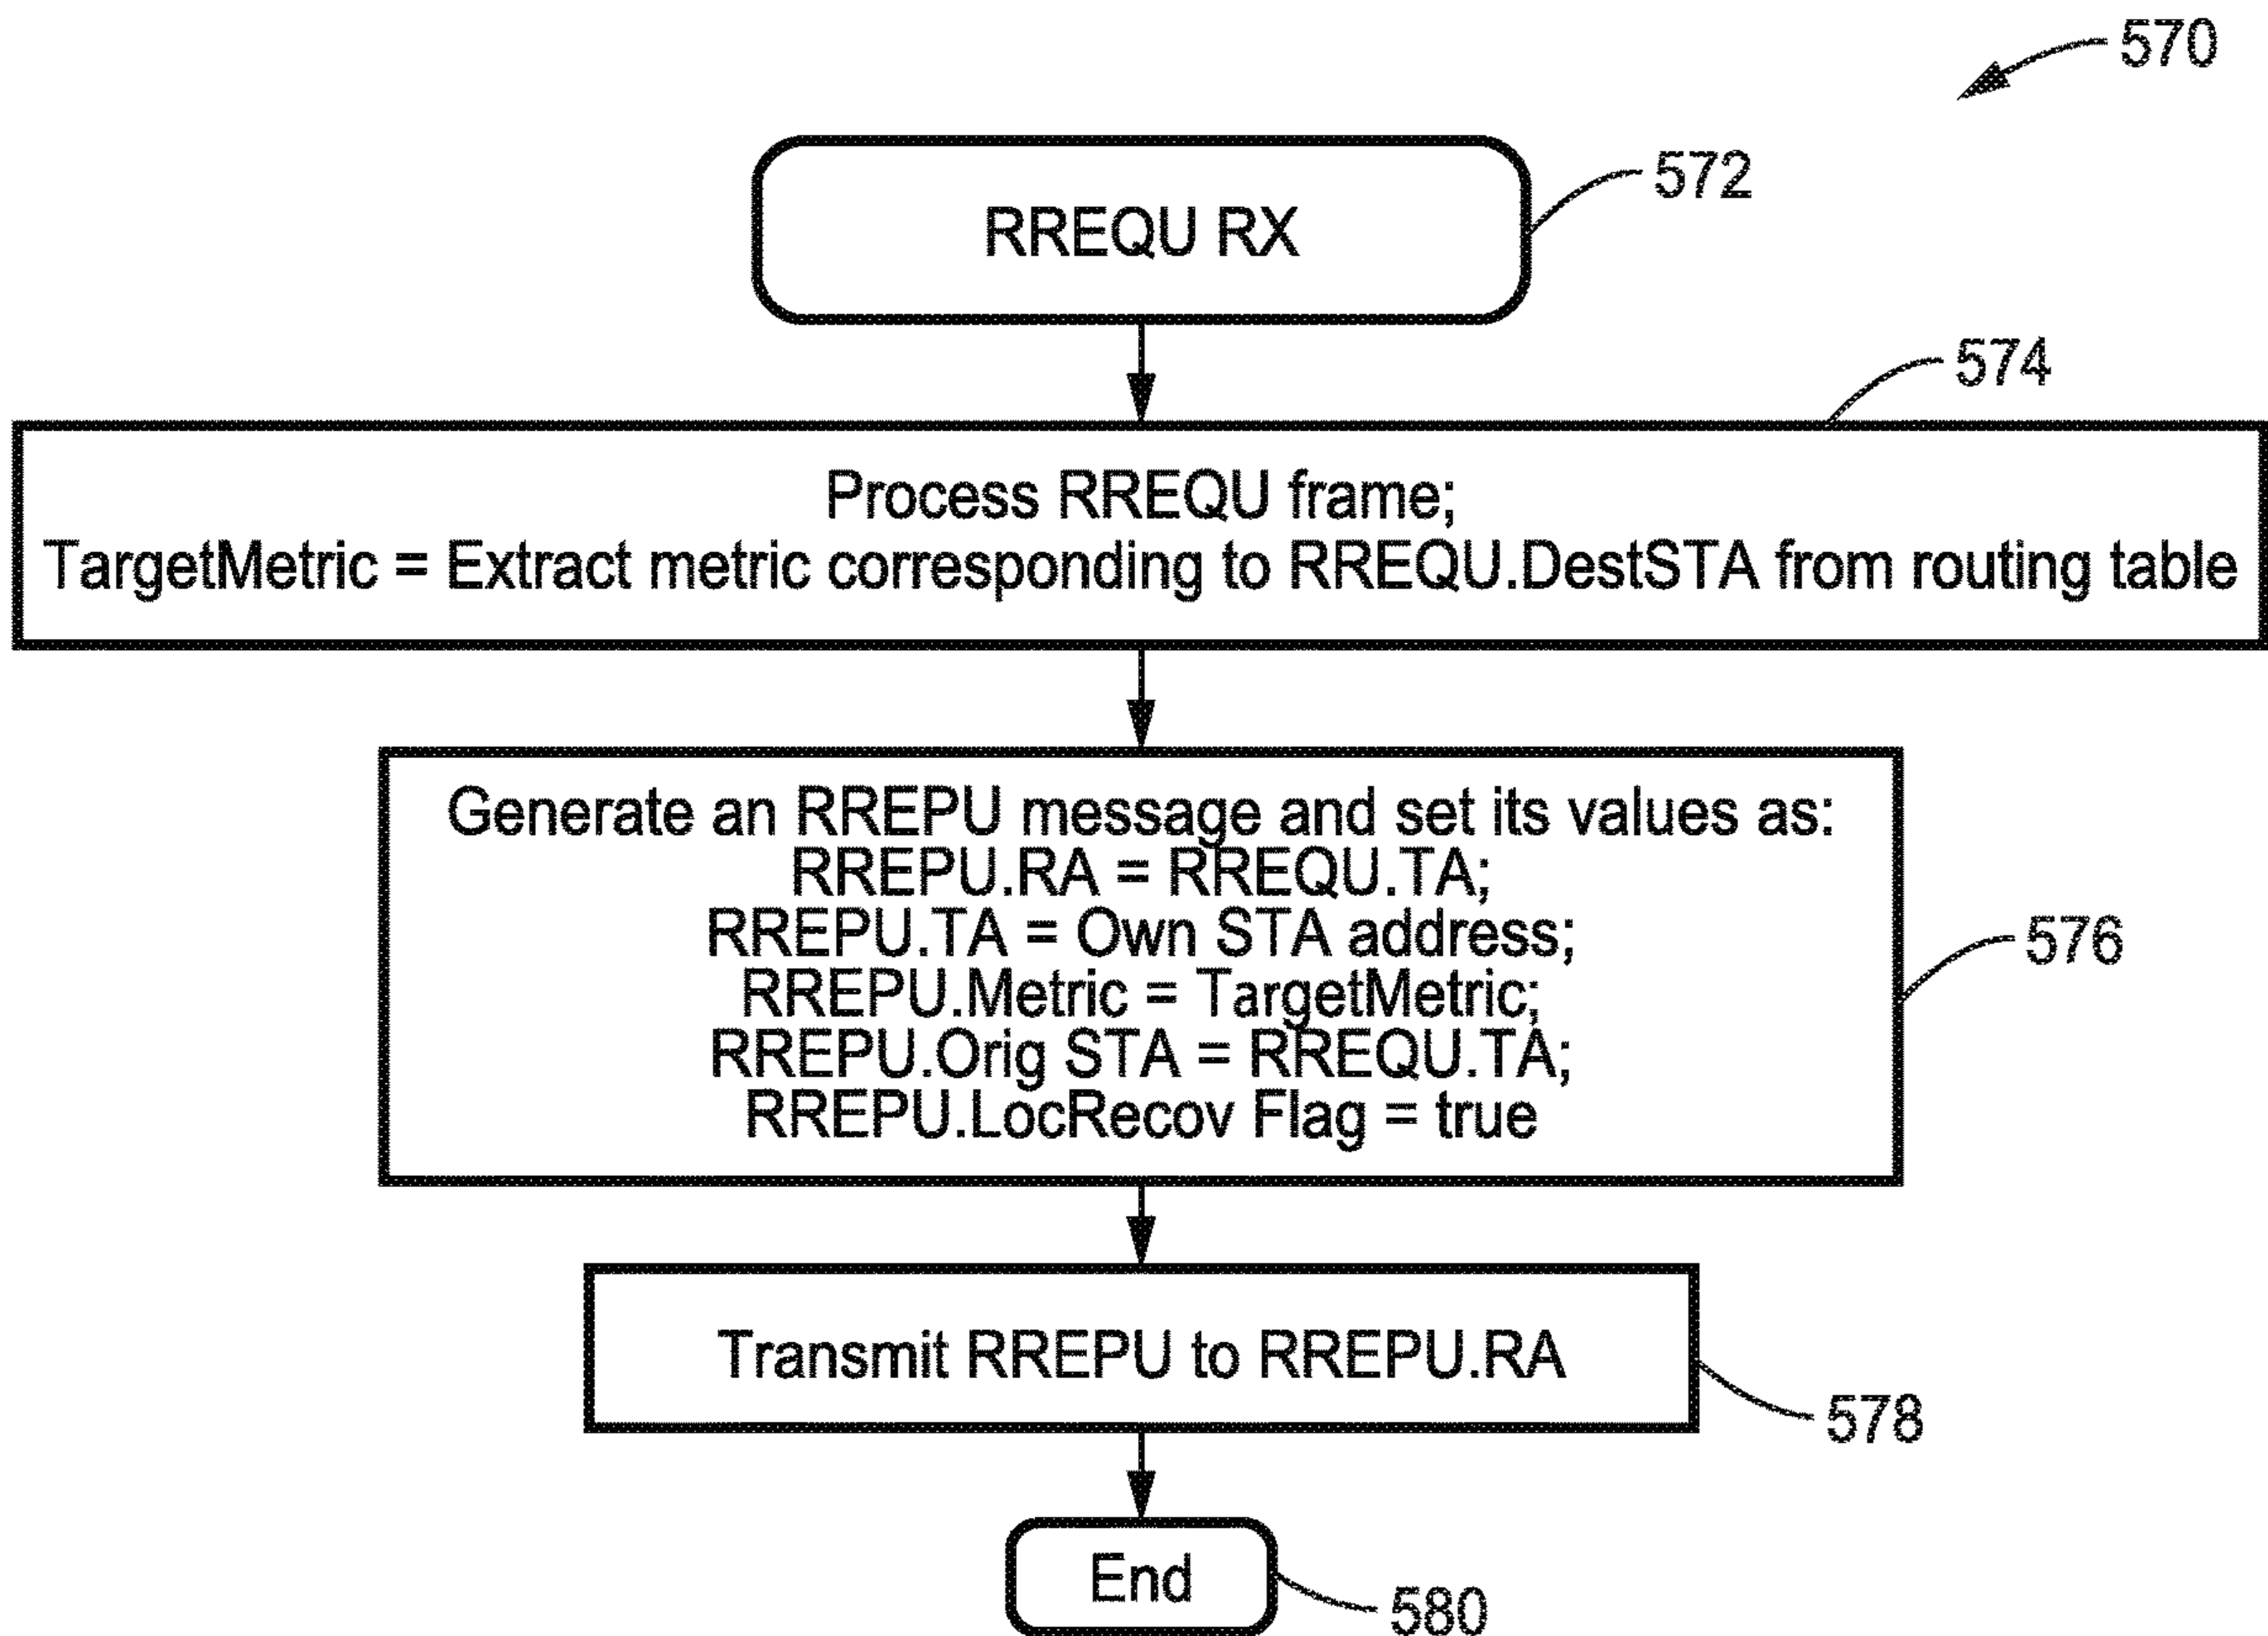 570
RREQU RX
572
574
Process RREQU frame;
TargetMetric = Extract metric corresponding to RREQU.DestSTA from routing table
Generate an RREPU message and set its values as:
RREPU.RA = RREQU.TA;
RREPU.TA = Own STA address;
RREPU.Metric = TargetMetric;
RREPU.Orig STA = RREQU.TA;
RREPU.LocRecov Flag = true
576
Transmit RREPU to RREPU.RA
578
End
580